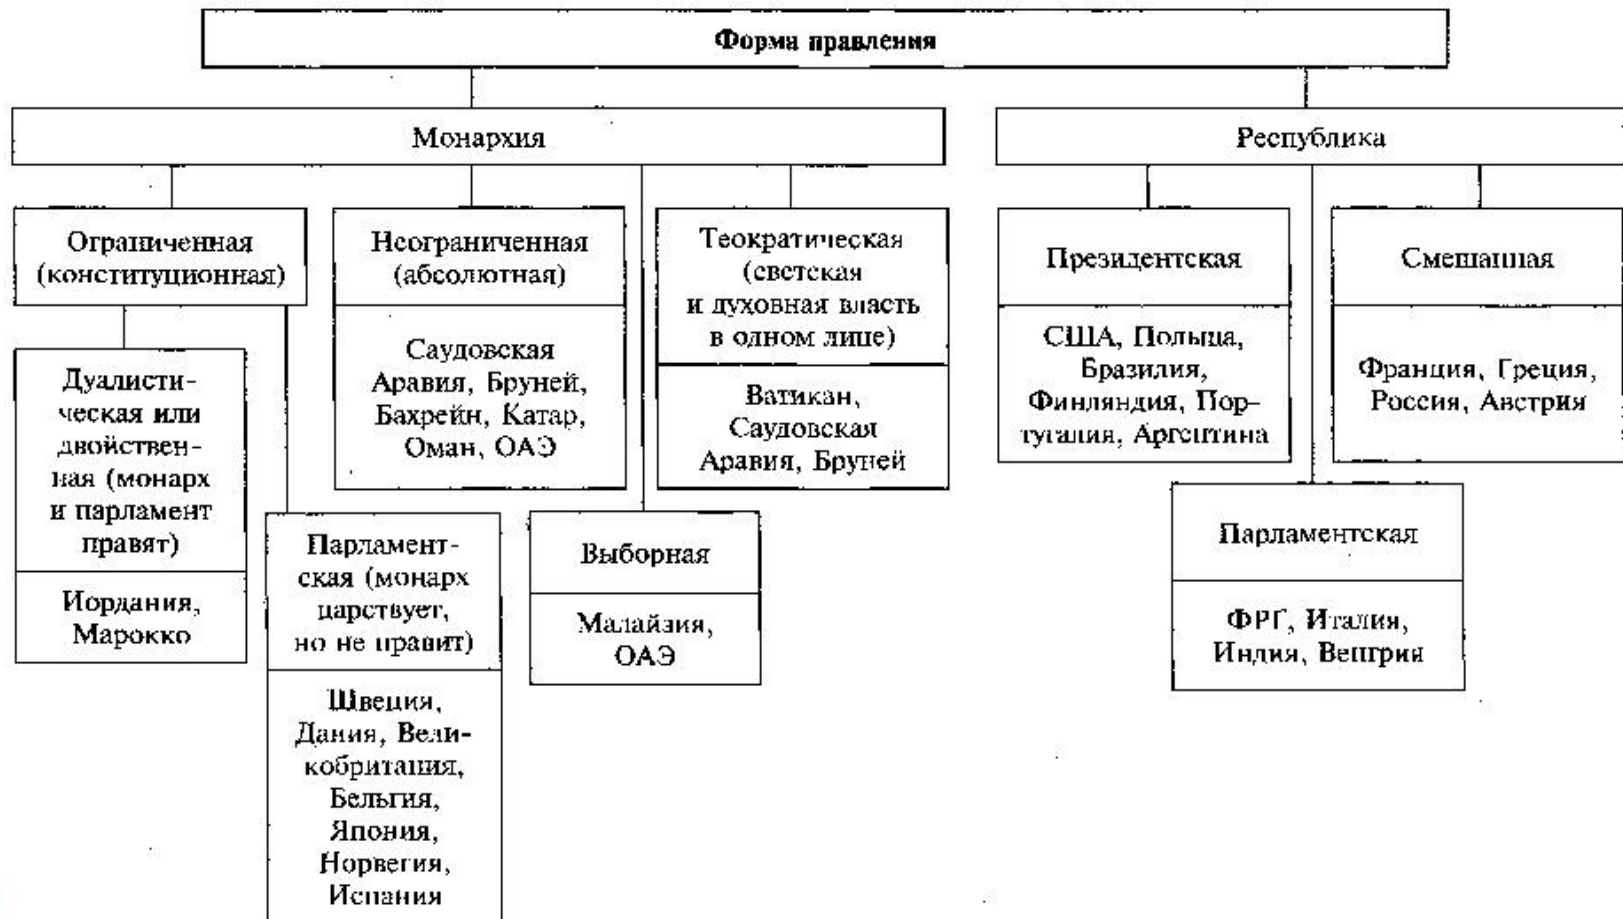 Форма правления
Монархия
Республика
Ограниченная
(конституционная)
Неограниченная
(абсолютная)
Теократическая
(светская
и духовная власть
в одном лице)
Президентская
Смешанная
Саудовская
Аравия, Бруней,
Бахрейн, Катар,
Оман, ОАЭ
Ватикан,
Саудовская
Аравия, Бруней
США, Польша,
Бразилия,
Финляндия, Пор-
тугалия, Аргентина
Франция, Греция,
Россия, Австрия
Дуалисти-
ческая или
двойствен-
ная (монарх
и парламент
правят)
Иордания,
Марокко
Парламент-
ская (монарх
царствует,
но не правит)
Швеция,
Дания, Вели-
кобритания,
Бельгия,
Япония,
Норвегия,
Испания
Выборная
Малайзия,
ОАЭ
Парламентская
ФРГ, Италия,
Индия, Венгрия